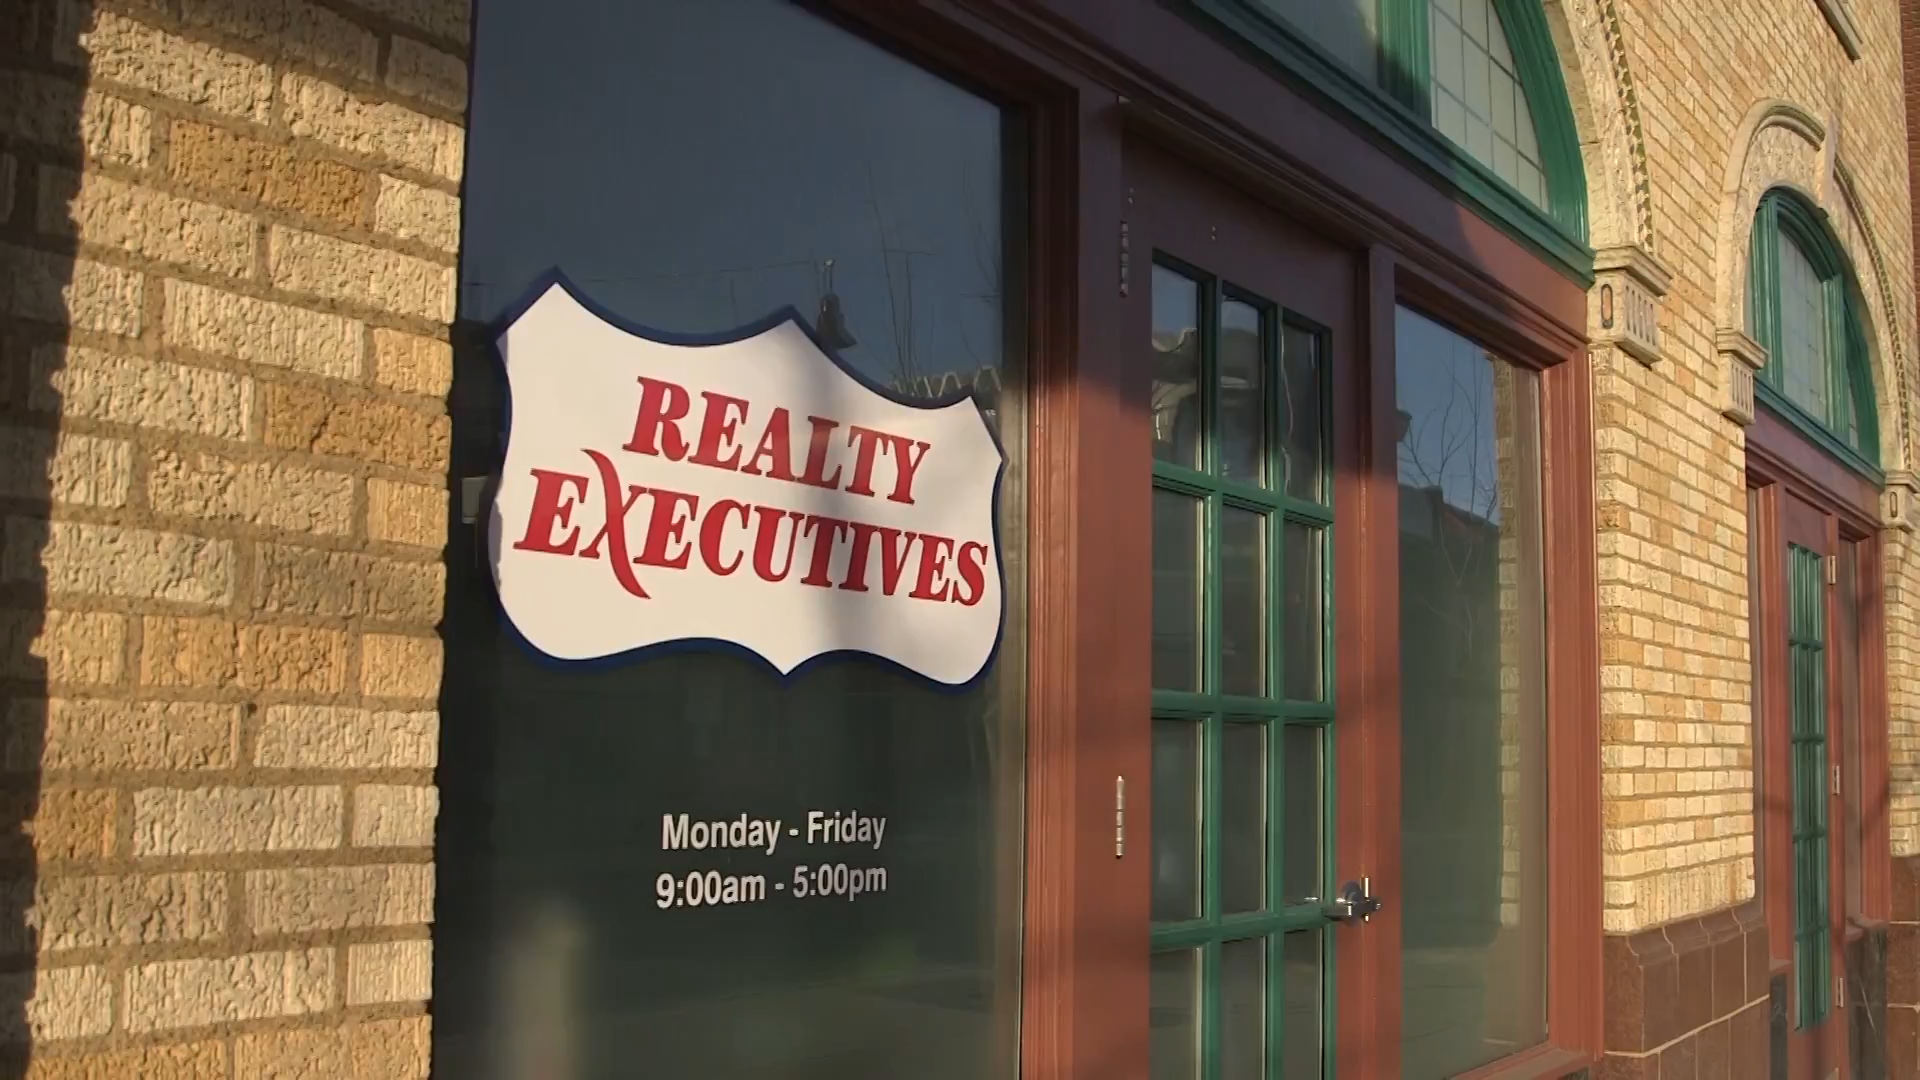 REALTY
EXECUTIVES
Monday - Friday
9:00am - 5:00pm